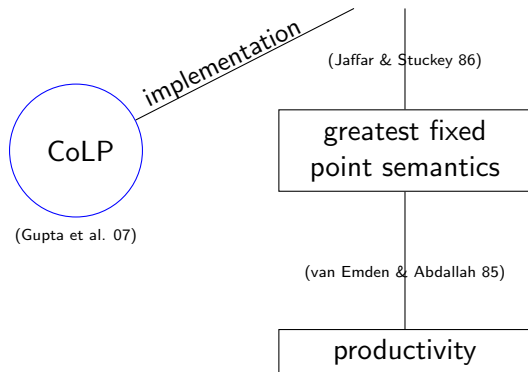 implementation
(Jaffar & Stuckey 86)
greatest fixed
point semantics
CoLP
(Gupta et al. 07)
(van Emden & Abdallah 85)
productivity